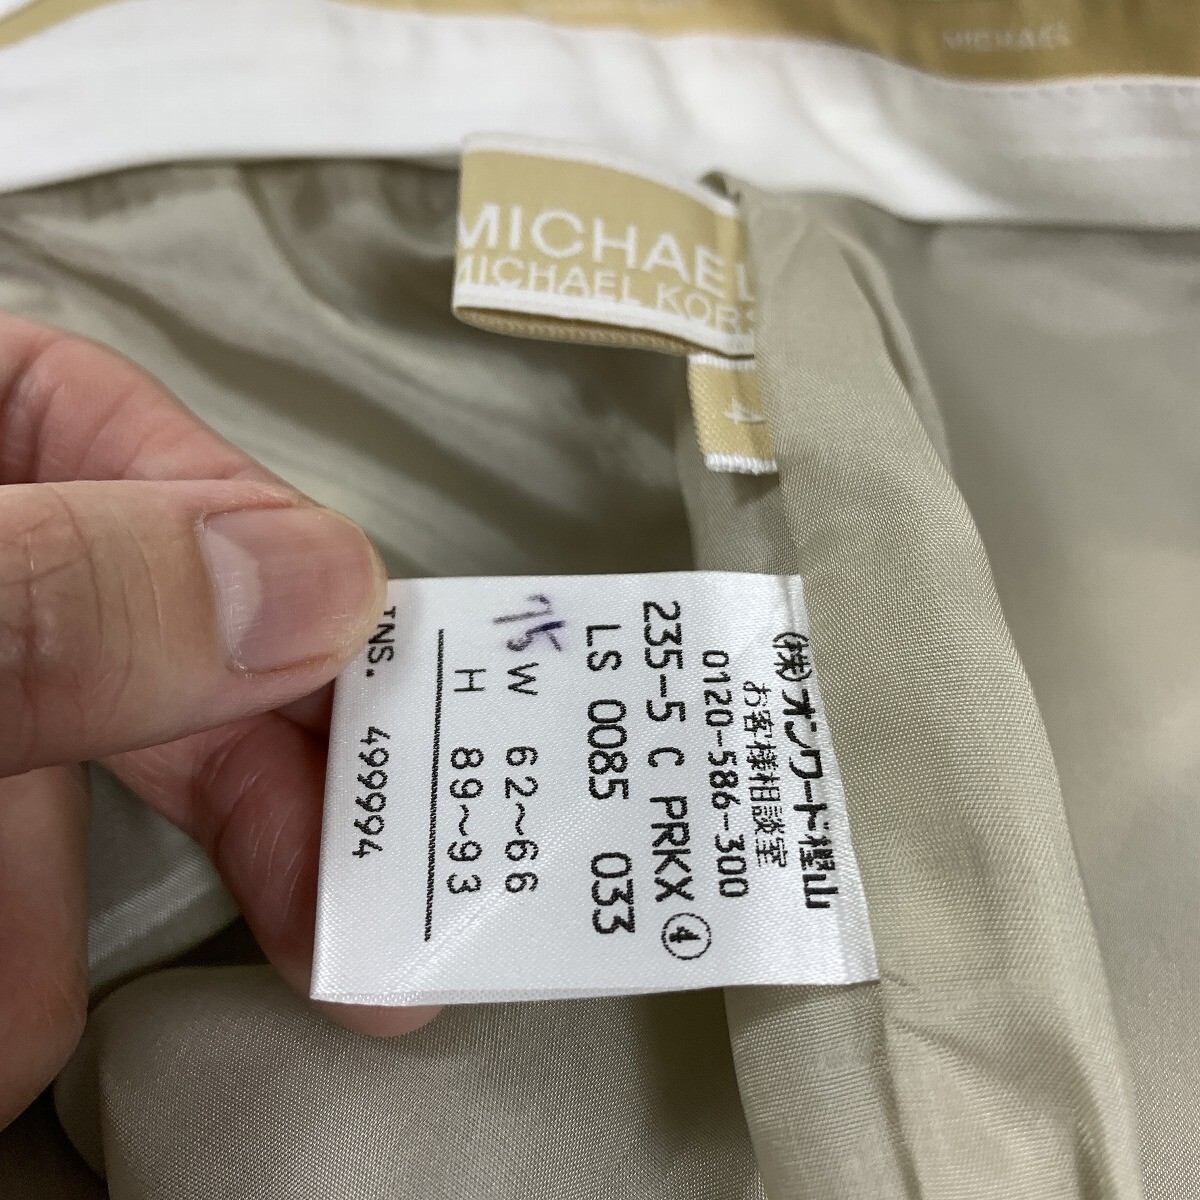 MICHAEL
MICHAEL
MICHAEL KORS
4
(株)オンワード樫山
お客様相談室
0120-586-300
235-5 C PRKX ④
LS 0085 033
75
W 62~66
H 89~93
TNS. 499994